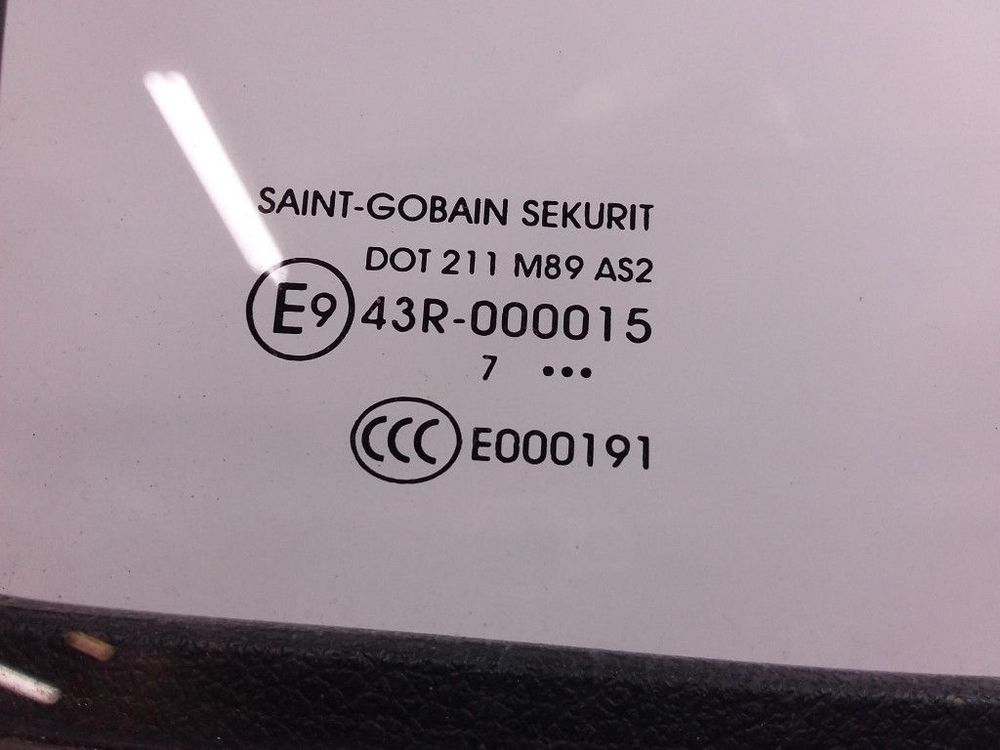 SAINT-GOBAIN SEKURIT
DOT 211 M89 AS2
E9 43R-000015
7 •••
CCC E000191